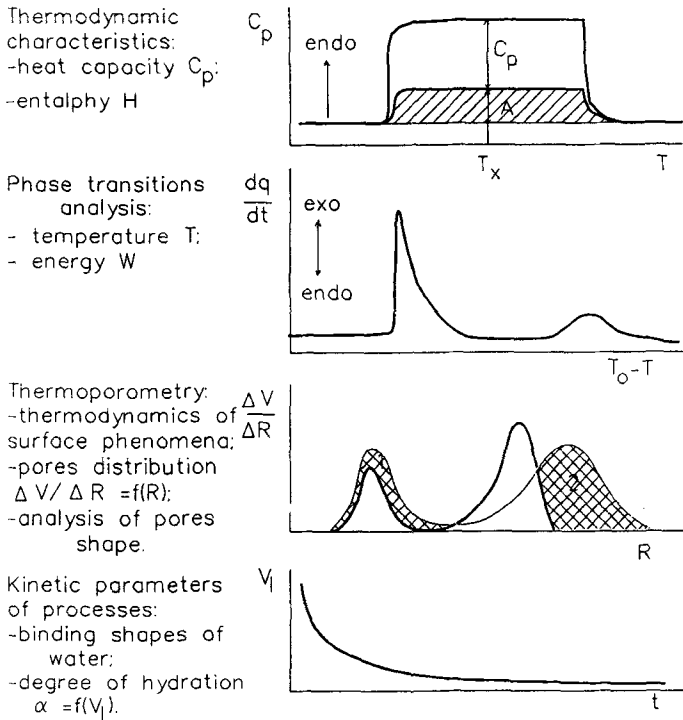 Thermodynamic
characteristics:
-heat capacity Cp:
-entalphy H
Cp
endo
Cp
A
Tx
T
Phase transitions
analysis:
- temperature T;
- energy W
dq
dt
exo
endo
To-T
Thermoporometry:
-thermodynamics of
surface phenomena;
-pores distribution
ΔV/ΔR =f(R);
-analysis of pores
shape.
ΔV
ΔR
2
R
Kinetic parameters
of processes:
-binding shapes of
water;
-degree of hydration
α =f(Vl).
Vl
t